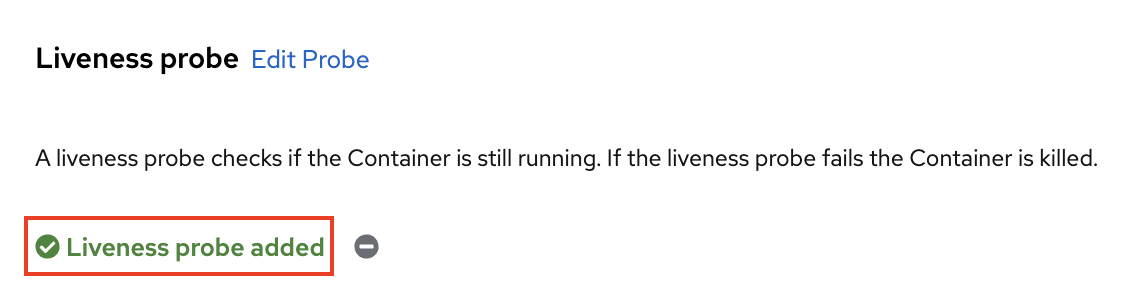 Liveness probe Edit Probe
A liveness probe checks if the Container is still running. If the liveness probe fails the Container is killed.
Liveness probe added